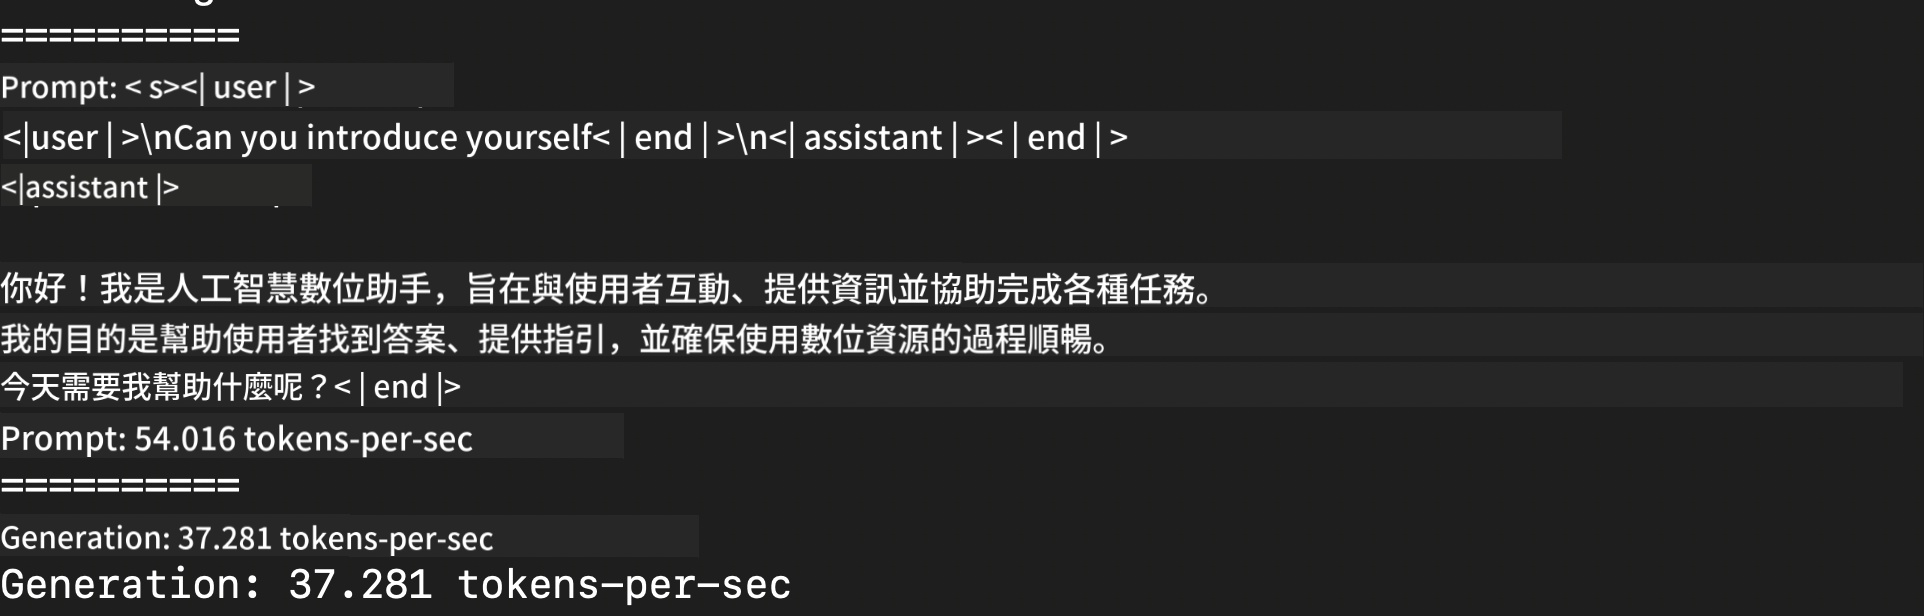 ==========
Prompt: < s><| user | >
<|user | >\nCan you introduce yourself< | end | >\n<| assistant | >< | end | >
<|assistant |>
你好！我是人工智慧數位助手，旨在與使用者互動、提供資訊並協助完成各種任務。
我的目的是幫助使用者找到答案、提供指引，並確保使用數位資源的過程順暢。
今天需要我幫助什麼呢？< | end |>
Prompt: 54.016 tokens-per-sec
==========
Generation: 37.281 tokens-per-sec
Generation: 37.281 tokens-per-sec